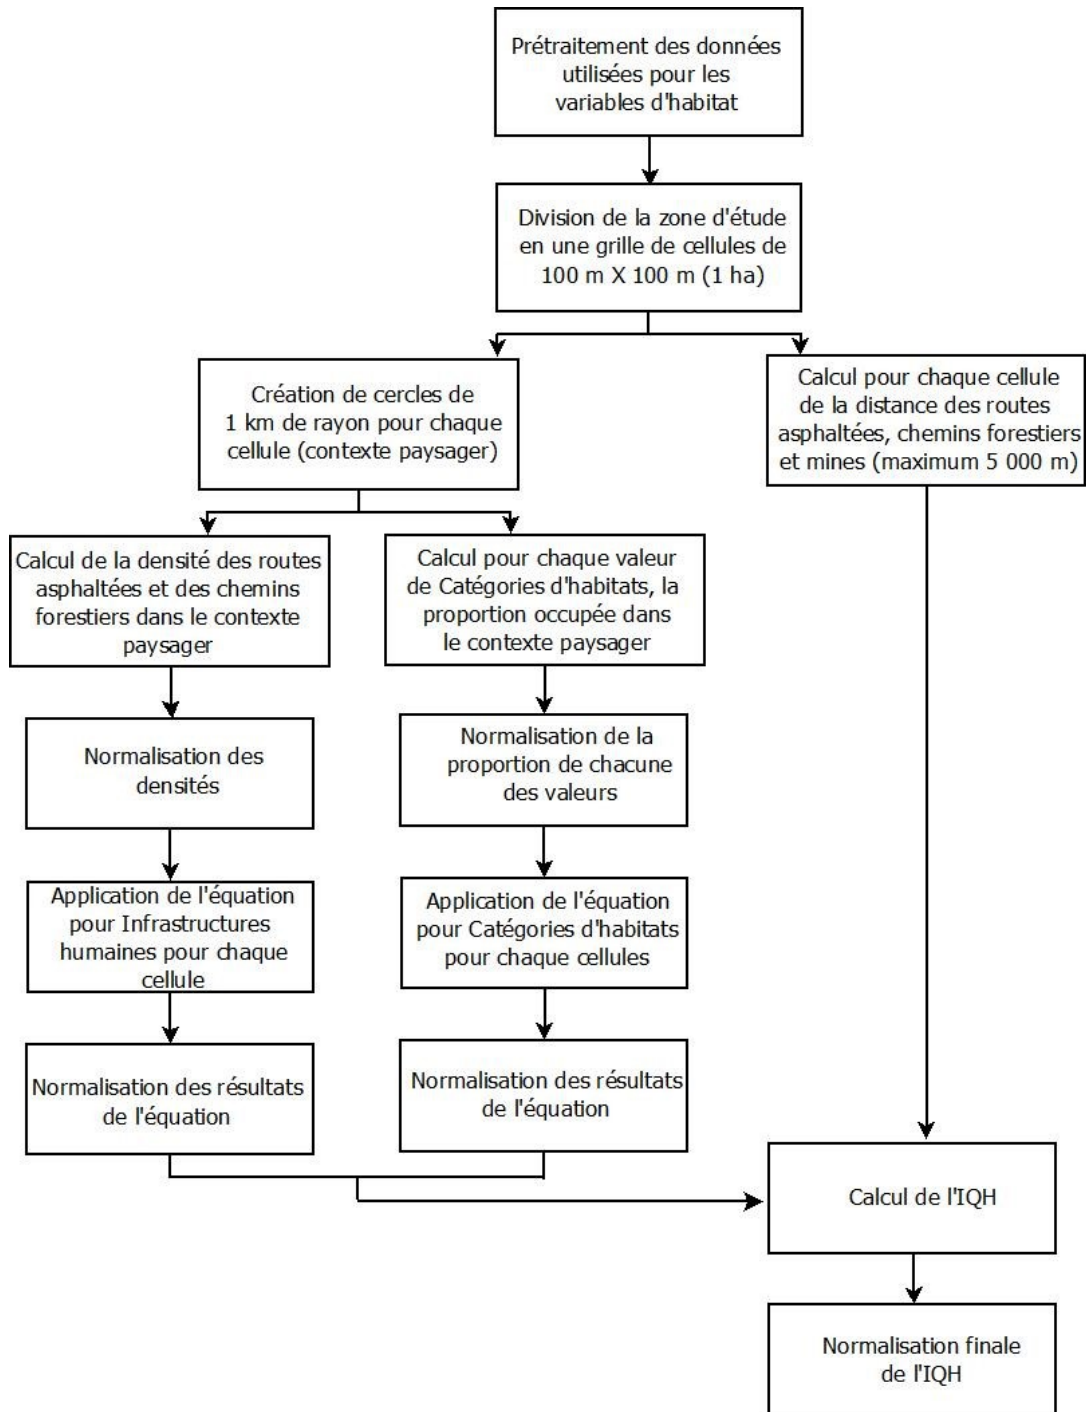 Prétraitement des données
utilisées pour les
variables d'habitat
Division de la zone d'étude
en une grille de cellules de
100 m X 100 m (1 ha)
Création de cercles de
1 km de rayon pour chaque
cellule (contexte paysager)
Calcul pour chaque cellule
de la distance des routes
asphaltées, chemins forestiers
et mines (maximum 5 000 m)
Calcul de la densité des routes
asphaltées et des chemins
forestiers dans le contexte
paysager
Calcul pour chaque valeur
de Catégories d'habitats, la
proportion occupée dans
le contexte paysager
Normalisation des
densités
Normalisation de la
proportion de chacune
des valeurs
Application de l'équation
pour Infrastructures
humaines pour chaque
cellule
Application de l'équation
pour Catégories d'habitats
pour chaque cellules
Normalisation des résultats
de l'équation
Normalisation des résultats
de l'équation
Calcul de l'IQH
Normalisation finale
de l'IQH